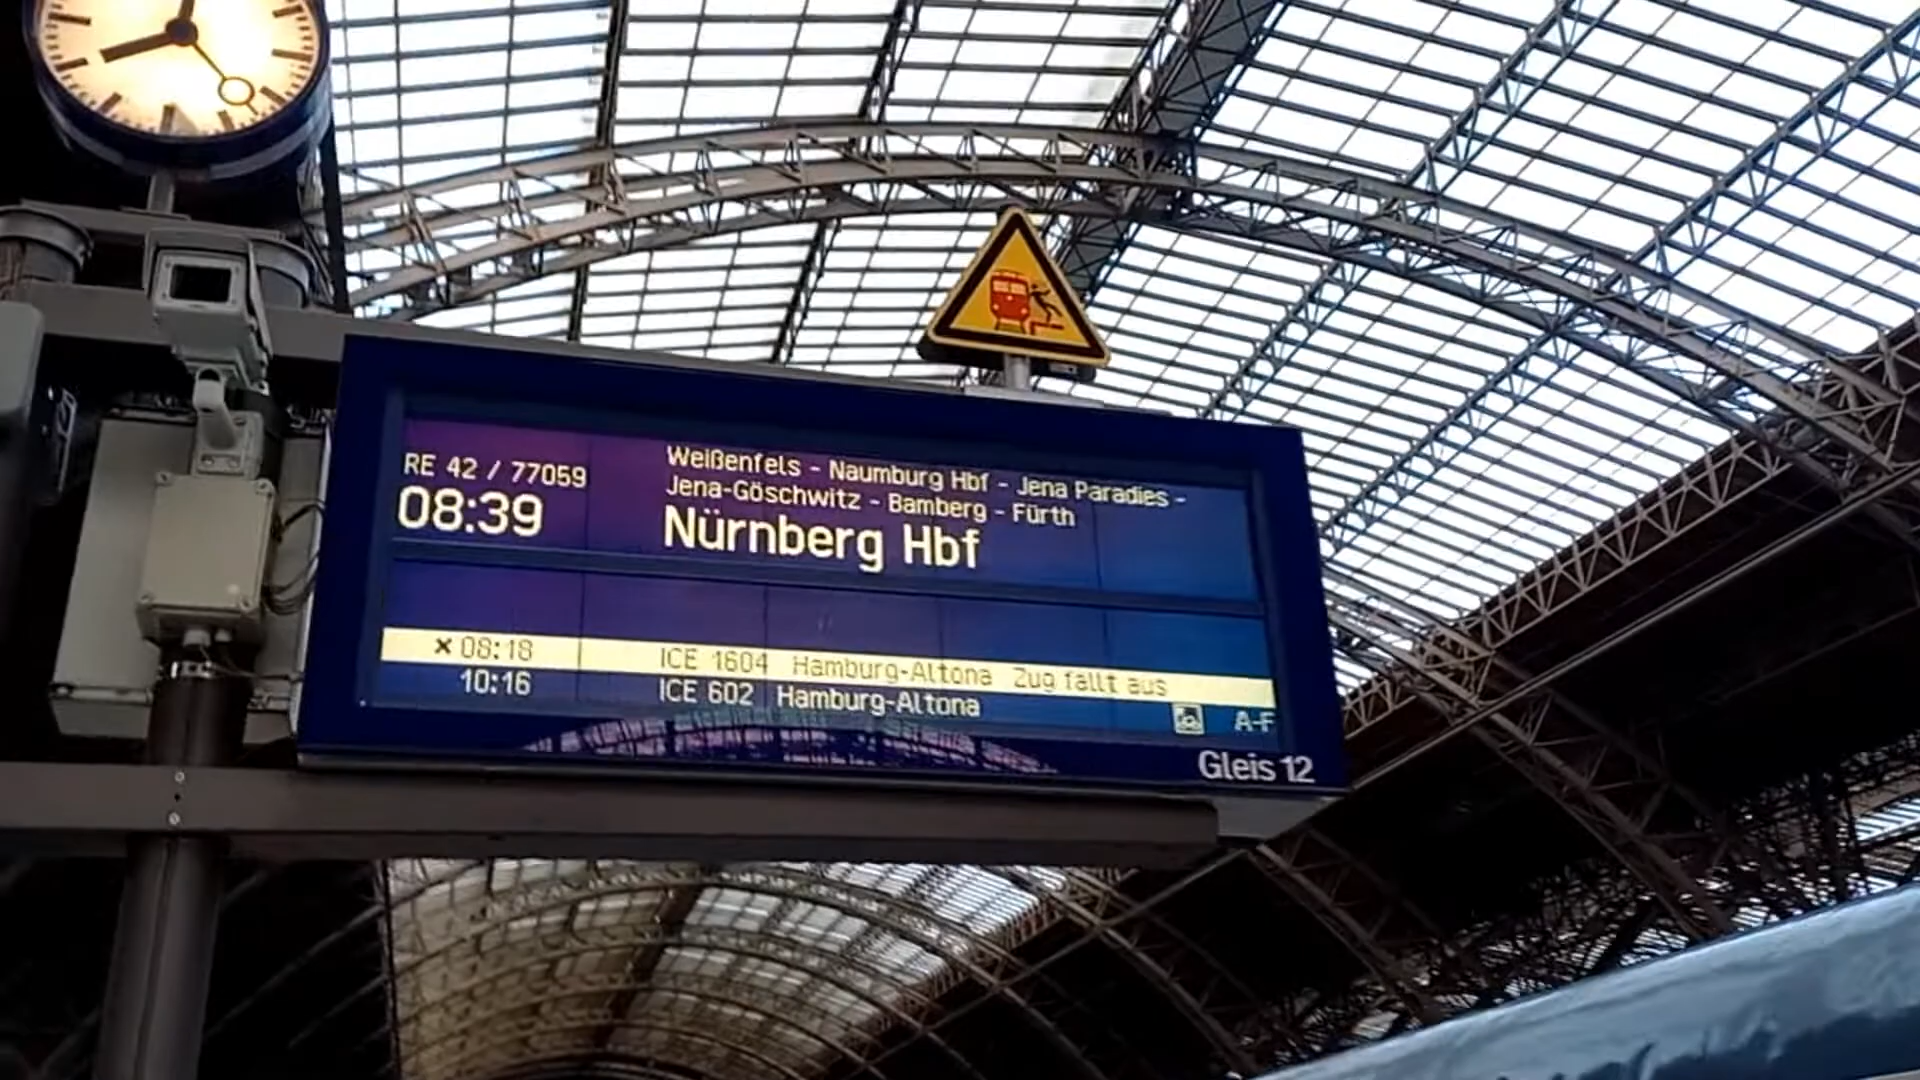 RE 42 / 77059
08:39
Weißenfels - Naumburg Hbf - Jena Paradies -
Jena-Göschwitz - Bamberg - Fürth
Nürnberg Hbf
× 08:18 ICE 1604 Hamburg-Altona Zug fällt aus
10:16 ICE 602 Hamburg-Altona A-F
Gleis 12